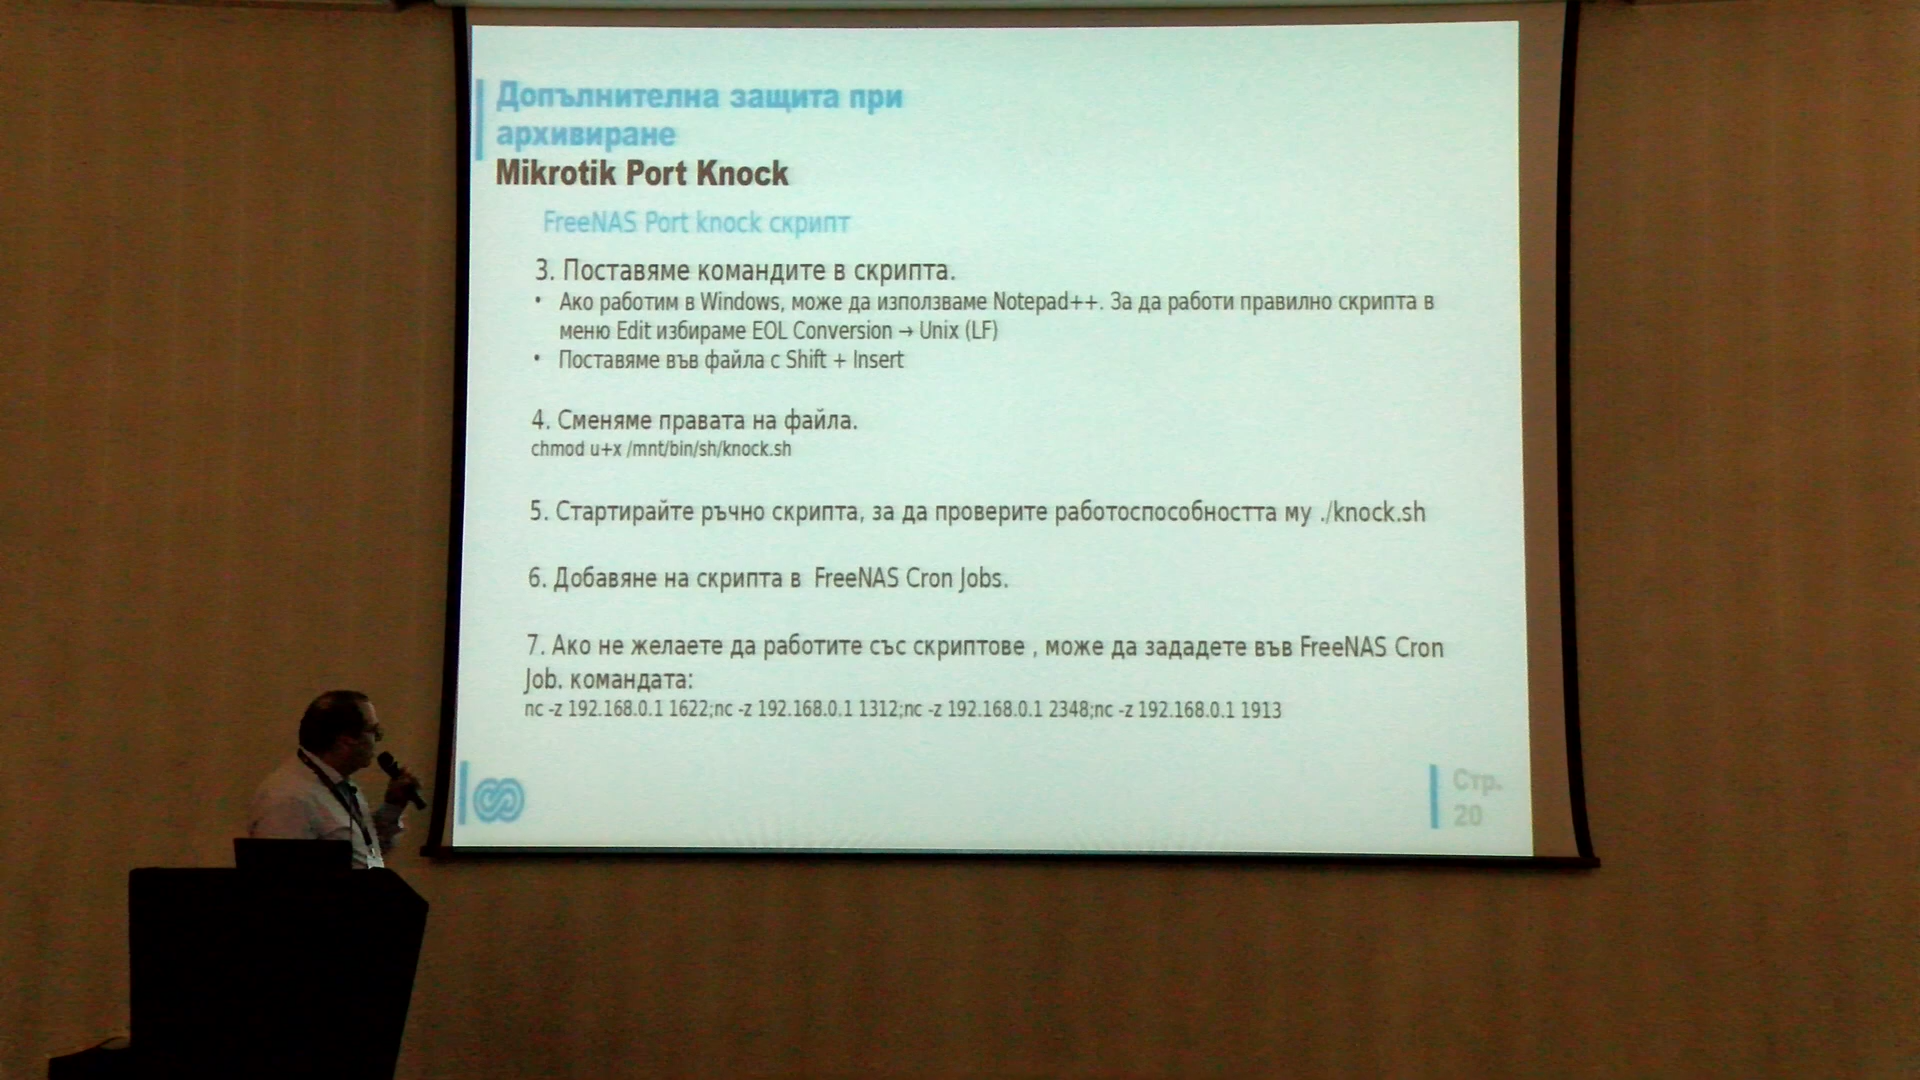 Допълнителна защита при
архивиране
Mikrotik Port Knock
FreeNAS Port knock скрипт
3. Поставяме командите в скрипта.
• Ако работим в Windows, може да използваме Notepad++. За да работи правилно скрипта в
меню Edit избираме EOL Conversion → Unix (LF)
• Поставяме във файла с Shift + Insert
4. Сменяме правата на файла.
chmod u+x /mnt/bin/sh/knock.sh
5. Стартирайте ръчно скрипта, за да проверите работоспособността му ./knock.sh
6. Добавяне на скрипта в FreeNAS Cron Jobs.
7. Ако не желаете да работите със скриптове , може да зададете във FreeNAS Cron
Job. командата:
nc -z 192.168.0.1 1622;nc -z 192.168.0.1 1312;nc -z 192.168.0.1 2348;nc -z 192.168.0.1 1913
Стр.
20